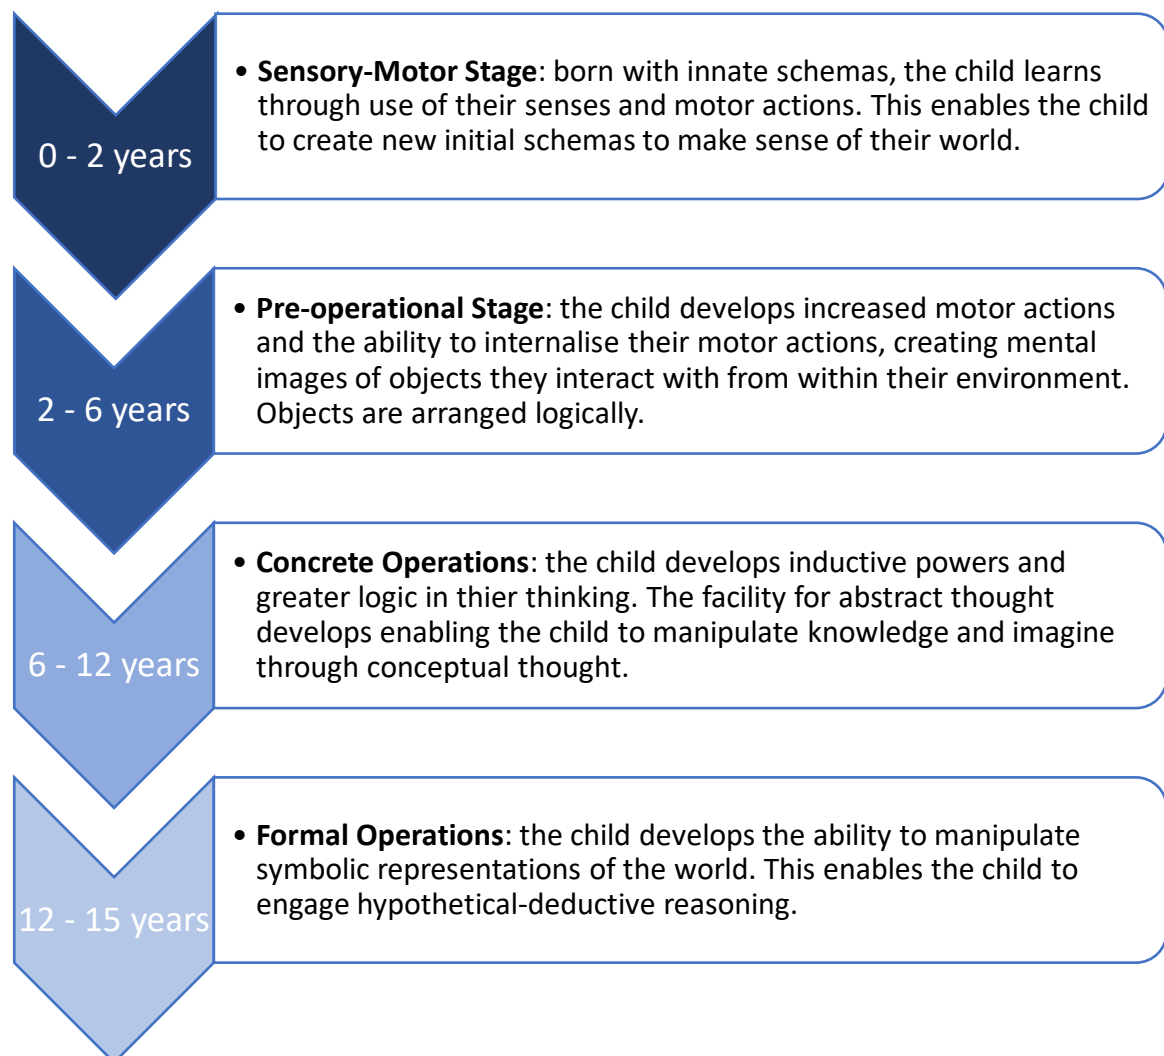 0 - 2 years
• Sensory-Motor Stage: born with innate schemas, the child learns
through use of their senses and motor actions. This enables the child
to create new initial schemas to make sense of their world.
2 - 6 years
• Pre-operational Stage: the child develops increased motor actions
and the ability to internalise their motor actions, creating mental
images of objects they interact with from within their environment.
Objects are arranged logically.
6 - 12 years
• Concrete Operations: the child develops inductive powers and
greater logic in thier thinking. The facility for abstract thought
develops enabling the child to manipulate knowledge and imagine
through conceptual thought.
12 - 15 years
• Formal Operations: the child develops the ability to manipulate
symbolic representations of the world. This enables the child to
engage hypothetical-deductive reasoning.